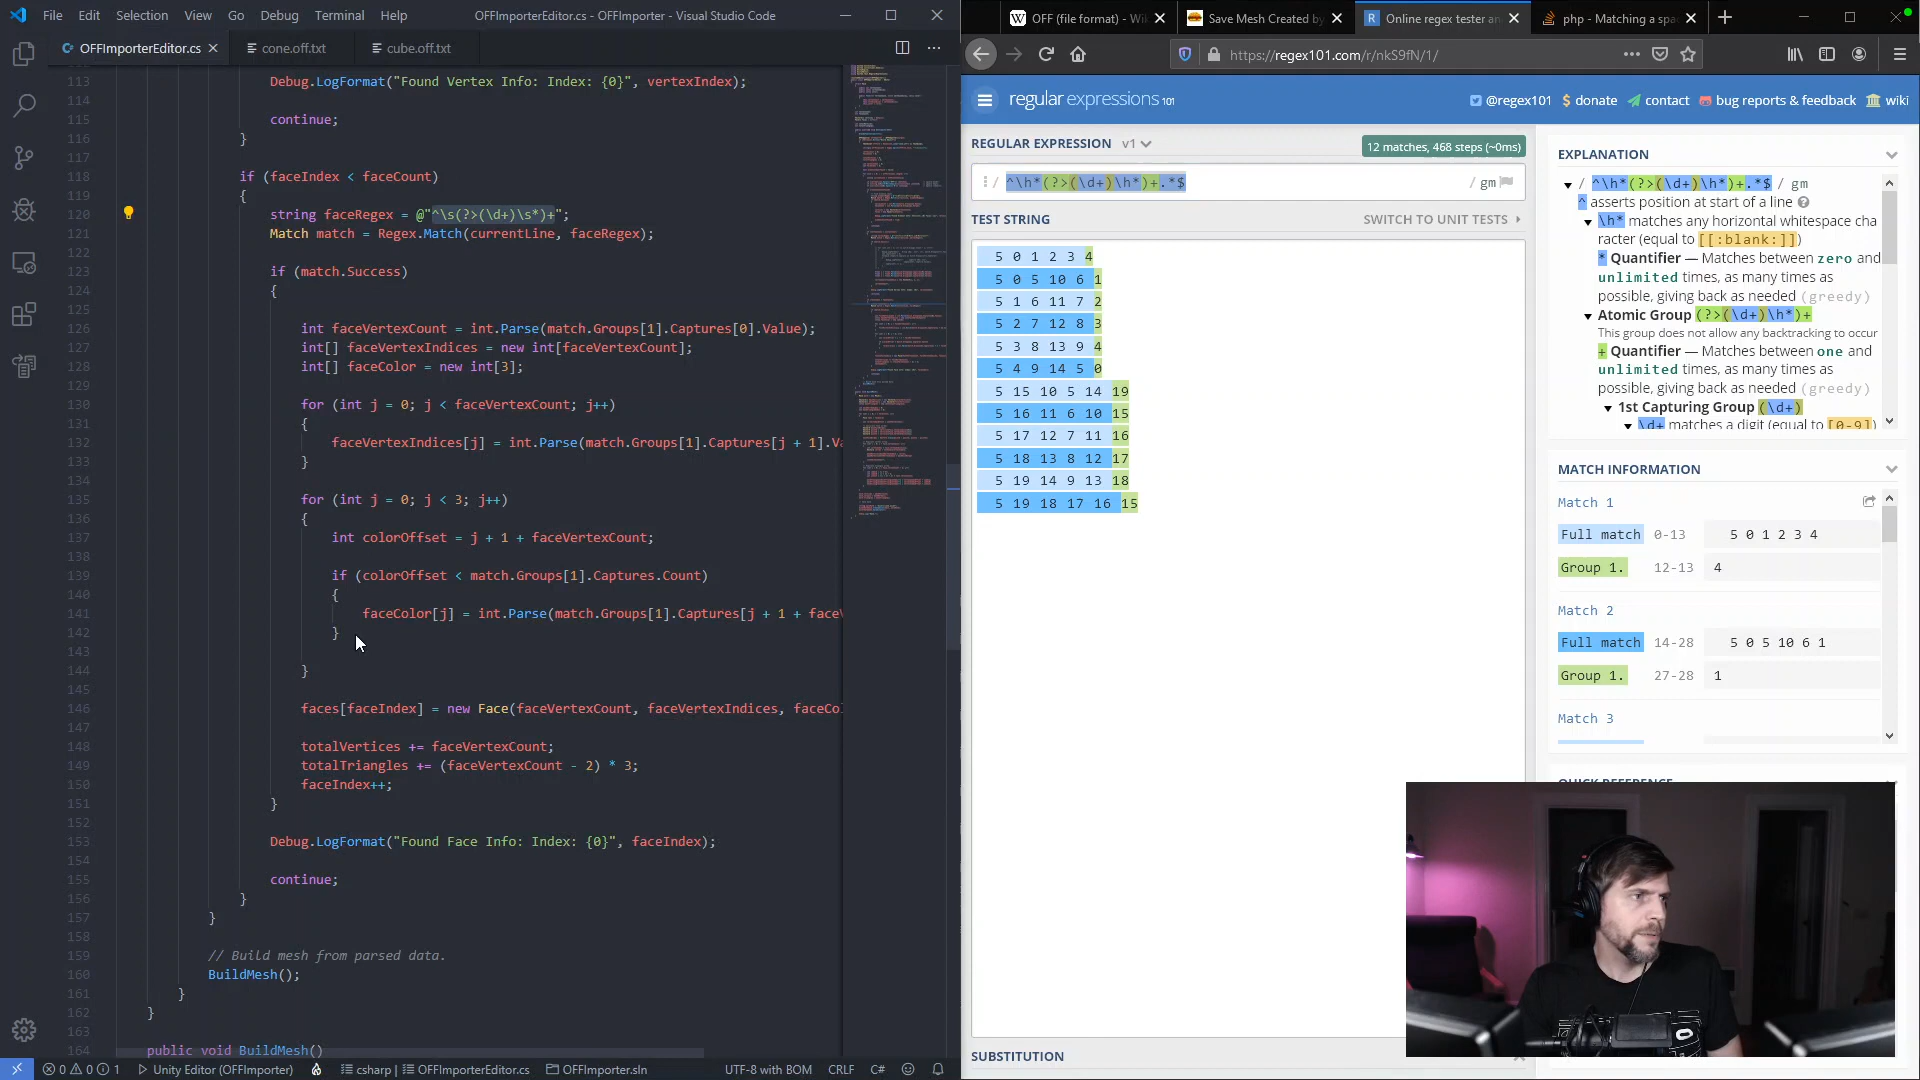 File Edit Selection View Go Debug Terminal Help OFFImporterEditor.cs - OFFImporter - Visual Studio Code
OFFImporterEditor.cs cone.off.txt cube.off.txt
113 Debug.LogFormat("Found Vertex Info: Index: {0}", vertexIndex);
114
115 continue;
116 }
117
118 if (faceIndex < faceCount)
119 {
120 string faceRegex = @"^\s(?>(\d+)\s*)+";
121 Match match = Regex.Match(currentLine, faceRegex);
122
123 if (match.Success)
124 {
125
126 int faceVertexCount = int.Parse(match.Groups[1].Captures[0].Value);
127 int[] faceVertexIndices = new int[faceVertexCount];
128 int[] faceColor = new int[3];
129
130 for (int j = 0; j < faceVertexCount; j++)
131 {
132 faceVertexIndices[j] = int.Parse(match.Groups[1].Captures[j + 1].Va
133 }
134
135 for (int j = 0; j < 3; j++)
136 {
137 int colorOffset = j + 1 + faceVertexCount;
138
139 if (colorOffset < match.Groups[1].Captures.Count)
140 {
141 faceColor[j] = int.Parse(match.Groups[1].Captures[j + 1 + faceV
142 }
143
144 }
145
146 faces[faceIndex] = new Face(faceVertexCount, faceVertexIndices, faceCol
147
148 totalVertices += faceVertexCount;
149 totalTriangles += (faceVertexCount - 2) * 3;
150 faceIndex++;
151 }
152
153 Debug.LogFormat("Found Face Info: Index: {0}", faceIndex);
154
155 continue;
156 }
157 }
158
159 // Build mesh from parsed data.
160 BuildMesh();
161 }
162 }
163
164 public void BuildMesh()
0 0 1 Unity Editor (OFFImporter) csharp | OFFImporterEditor.cs OFFImporter.sln UTF-8 with BOM CRLF C#
OFF (file format) - Wi Save Mesh Created by Online regex tester an php - Matching a spa
https://regex101.com/r/nkS9fN/1/
regular expressions 101 @regex101 donate contact bug reports & feedback wiki
REGULAR EXPRESSION v1 12 matches, 468 steps (~0ms)
/ ^\h*(?>(\d+)\h*)+.*$ / gm
TEST STRING SWITCH TO UNIT TESTS
5 0 1 2 3 4
5 0 5 10 6 1
5 1 6 11 7 2
5 2 7 12 8 3
5 3 8 13 9 4
5 4 9 14 5 0
5 15 10 5 14 19
5 16 11 6 10 15
5 17 12 7 11 16
5 18 13 8 12 17
5 19 14 9 13 18
5 19 18 17 16 15
SUBSTITUTION
EXPLANATION
/ ^\h*(?>(\d+)\h*)+.*$ / gm
^ asserts position at start of a line
\h* matches any horizontal whitespace cha
racter (equal to [[:blank:]])
* Quantifier — Matches between zero and
unlimited times, as many times as
possible, giving back as needed (greedy)
Atomic Group (?>(\d+)\h*)+
This group does not allow any backtracking to occur
+ Quantifier — Matches between one and
unlimited times, as many times as
possible, giving back as needed (greedy)
1st Capturing Group (\d+)
\d+ matches a digit (equal to [0-9])
MATCH INFORMATION
Match 1
Full match 0-13 5 0 1 2 3 4
Group 1. 12-13 4
Match 2
Full match 14-28 5 0 5 10 6 1
Group 1. 27-28 1
Match 3
QUICK REFERENCE